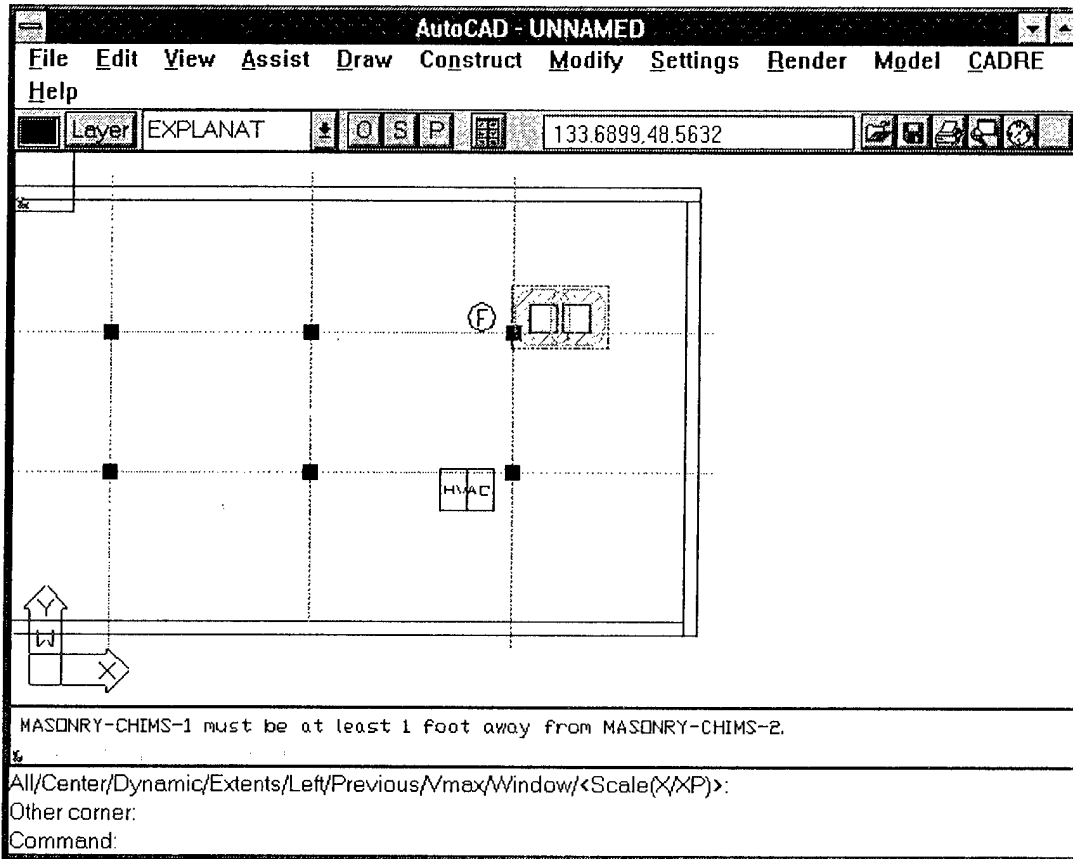 AutoCAD - UNNAMED
File Edit View Assist Draw Construct Modify Settings Render Model CADRE
Help
Layer EXPLANAT O S P 133.6899,48.5632
F
HVAC
Y
W
X
MASONRY-CHIMS-1 must be at least 1 foot away from MASONRY-CHIMS-2.
All/Center/Dynamic/Extents/Left/Previous/Vmax/Window/<Scale(X/XP)>:
Other corner:
Command: